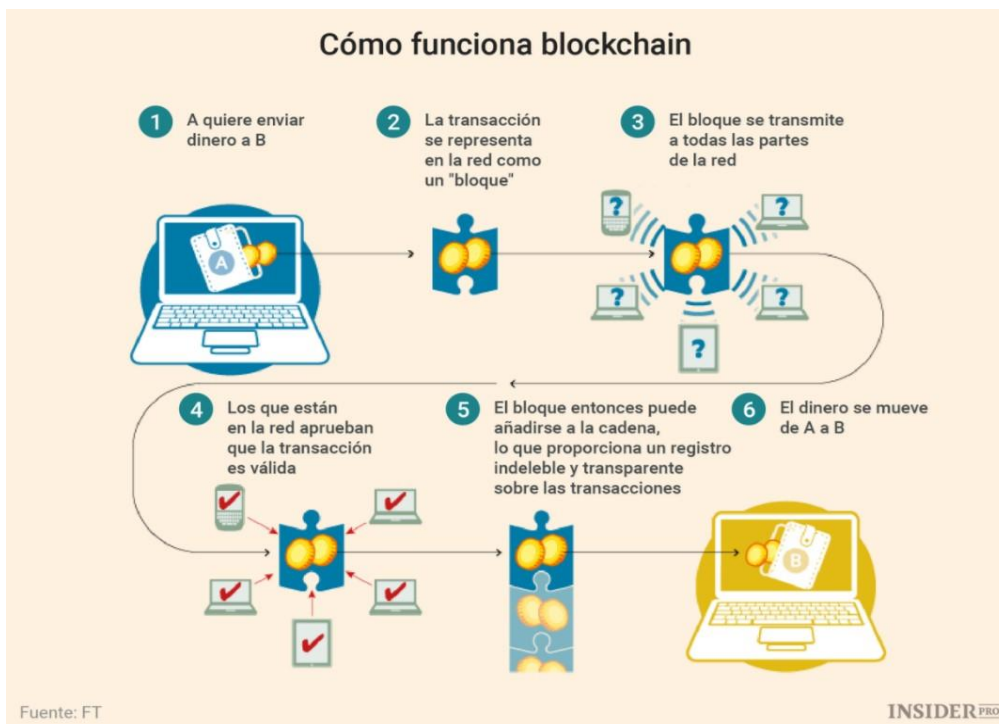 Cómo funciona blockchain
1
A quiere enviar
dinero a B
2
La transacción
se representa
en la red como
un "bloque"
3
El bloque se transmite
a todas las partes
de la red
A
?
?
?
?
?
4
Los que están
en la red aprueban
que la transacción
es válida
5
El bloque entonces puede
añadirse a la cadena,
lo que proporciona un registro
indeleble y transparente
sobre las transacciones
6
El dinero se mueve
de A a B
B
Fuente: FT
INSIDER PRO